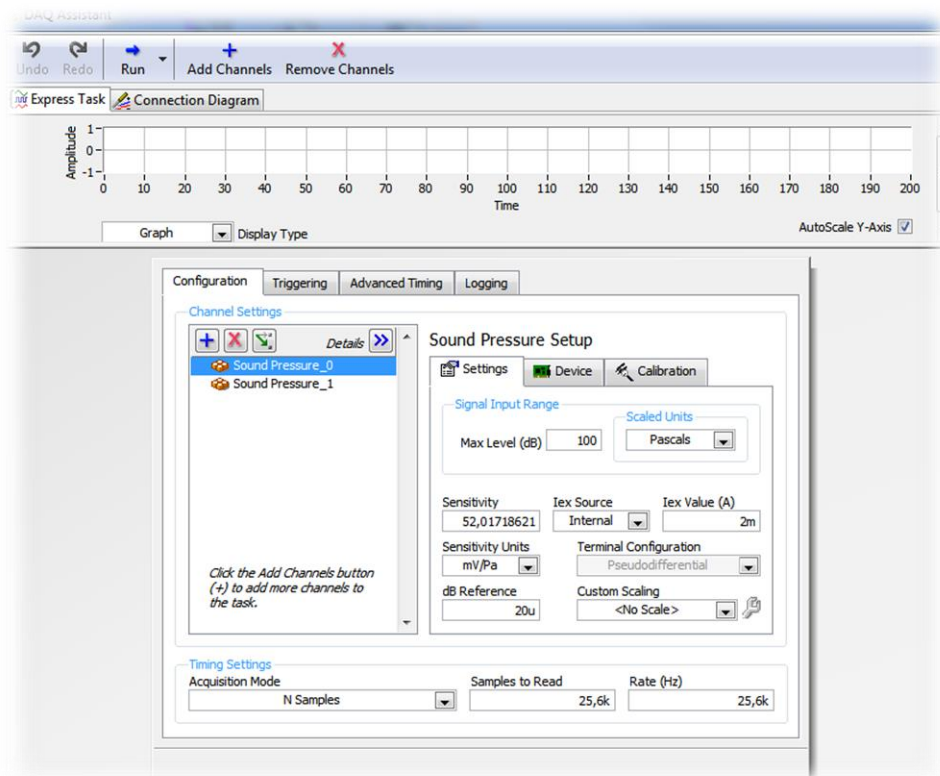 DAQ Assistant
Undo Redo Run Add Channels Remove Channels
Express Task Connection Diagram
Amplitude
1
0
-1
0 10 20 30 40 50 60 70 80 90 100 110 120 130 140 150 160 170 180 190 200
Time
Graph Display Type AutoScale Y-Axis
Configuration Triggering Advanced Timing Logging
Channel Settings
Details
Sound Pressure_0
Sound Pressure_1
Click the Add Channels button
(+) to add more channels to
the task.
Sound Pressure Setup
Settings Device Calibration
Signal Input Range
Scaled Units
Max Level (dB) 100 Pascals
Sensitivity Iex Source Iex Value (A)
52,01718621 Internal 2m
Sensitivity Units Terminal Configuration
mV/Pa Pseudodifferential
dB Reference Custom Scaling
20u <No Scale>
Timing Settings
Acquisition Mode Samples to Read Rate (Hz)
N Samples 25,6k 25,6k